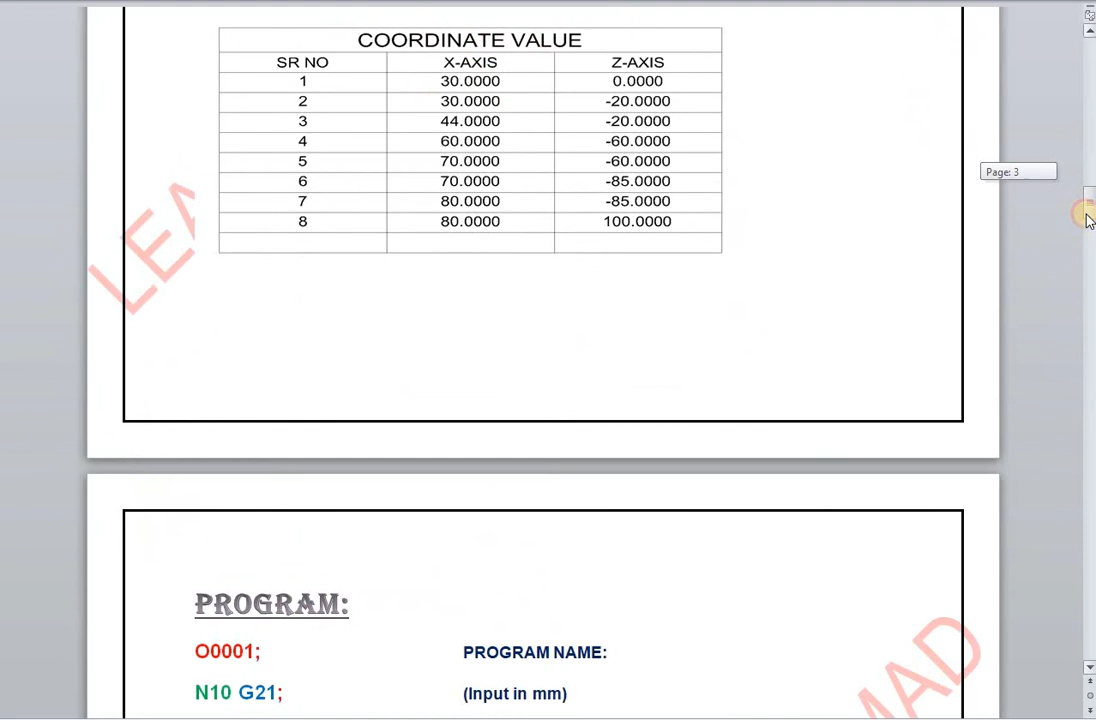 COORDINATE VALUE
SR NO X-AXIS Z-AXIS
1 30.0000 0.0000
2 30.0000 -20.0000
3 44.0000 -20.0000
4 60.0000 -60.0000
5 70.0000 -60.0000
6 70.0000 -85.0000
7 80.0000 -85.0000
8 80.0000 100.0000
Page: 3
LEA
PROGRAM:
O0001; PROGRAM NAME:
N10 G21; (Input in mm)
MAD